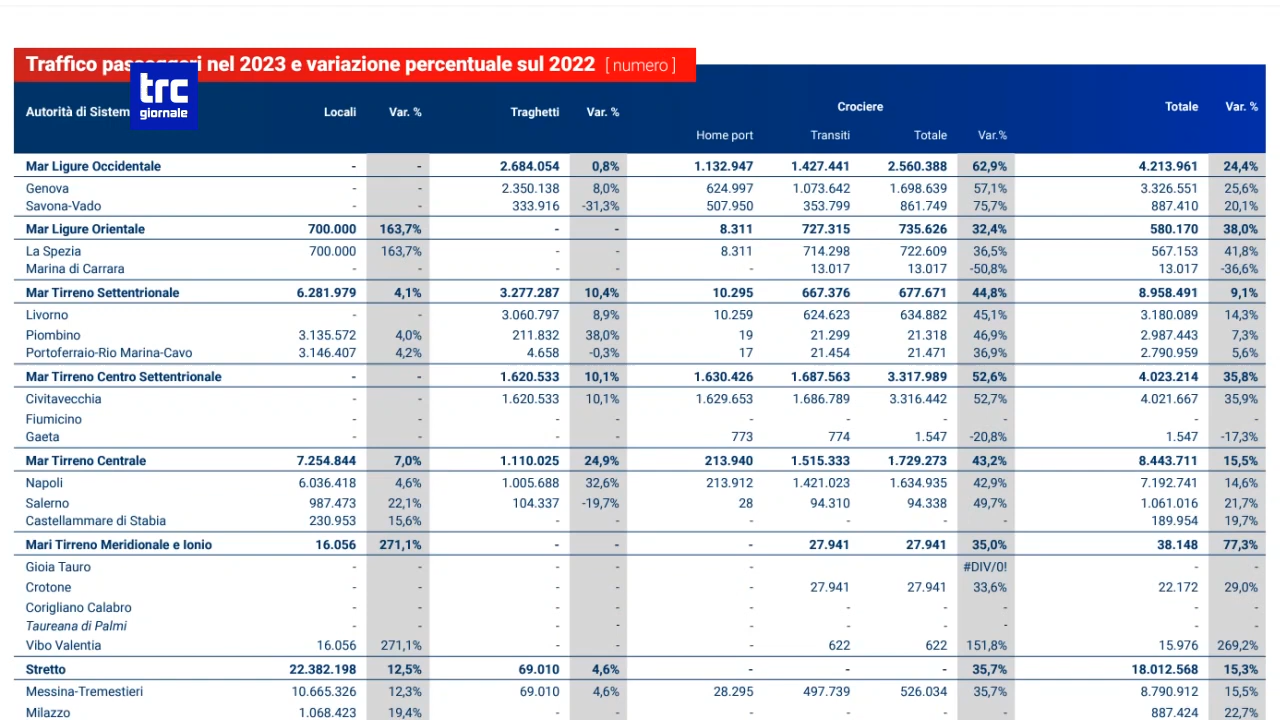 Traffico passeggeri nel 2023 e variazione percentuale sul 2022 [ numero ]
trc
giornale
Autorità di Sistem Locali Var. % Traghetti Var. % Crociere Totale Var. %
Home port Transiti Totale Var.%
Mar Ligure Occidentale - - 2.684.054 0,8% 1.132.947 1.427.441 2.560.388 62,9% 4.213.961 24,4%
Genova - - 2.350.138 8,0% 624.997 1.073.642 1.698.639 57,1% 3.326.551 25,6%
Savona-Vado - - 333.916 -31,3% 507.950 353.799 861.749 75,7% 887.410 20,1%
Mar Ligure Orientale 700.000 163,7% - - 8.311 727.315 735.626 32,4% 580.170 38,0%
La Spezia 700.000 163,7% - - 8.311 714.298 722.609 36,5% 567.153 41,8%
Marina di Carrara - - - - - 13.017 13.017 -50,8% 13.017 -36,6%
Mar Tirreno Settentrionale 6.281.979 4,1% 3.277.287 10,4% 10.295 667.376 677.671 44,8% 8.958.491 9,1%
Livorno - - 3.060.797 8,9% 10.259 624.623 634.882 45,1% 3.180.089 14,3%
Piombino 3.135.572 4,0% 211.832 38,0% 19 21.299 21.318 46,9% 2.987.443 7,3%
Portoferraio-Rio Marina-Cavo 3.146.407 4,2% 4.658 -0,3% 17 21.454 21.471 36,9% 2.790.959 5,6%
Mar Tirreno Centro Settentrionale - - 1.620.533 10,1% 1.630.426 1.687.563 3.317.989 52,6% 4.023.214 35,8%
Civitavecchia - - 1.620.533 10,1% 1.629.653 1.686.789 3.316.442 52,7% 4.021.667 35,9%
Fiumicino - - - - - - - - - -
Gaeta - - - - 773 774 1.547 -20,8% 1.547 -17,3%
Mar Tirreno Centrale 7.254.844 7,0% 1.110.025 24,9% 213.940 1.515.333 1.729.273 43,2% 8.443.711 15,5%
Napoli 6.036.418 4,6% 1.005.688 32,6% 213.912 1.421.023 1.634.935 42,9% 7.192.741 14,6%
Salerno 987.473 22,1% 104.337 -19,7% 28 94.310 94.338 49,7% 1.061.016 21,7%
Castellammare di Stabia 230.953 15,6% - - - - - - 189.954 19,7%
Mari Tirreno Meridionale e Ionio 16.056 271,1% - - - 27.941 27.941 35,0% 38.148 77,3%
Gioia Tauro - - - - - #DIV/0! - -
Crotone - - - - - 27.941 27.941 33,6% 22.172 29,0%
Corigliano Calabro - - - - - - - - - -
Taureana di Palmi - - - - - - - - - -
Vibo Valentia 16.056 271,1% - - - 622 622 151,8% 15.976 269,2%
Stretto 22.382.198 12,5% 69.010 4,6% - - - 35,7% 18.012.568 15,3%
Messina-Tremestieri 10.665.326 12,3% 69.010 4,6% 28.295 497.739 526.034 35,7% 8.790.912 15,5%
Milazzo 1.068.423 19,4% - - - - - - 887.424 22,7%